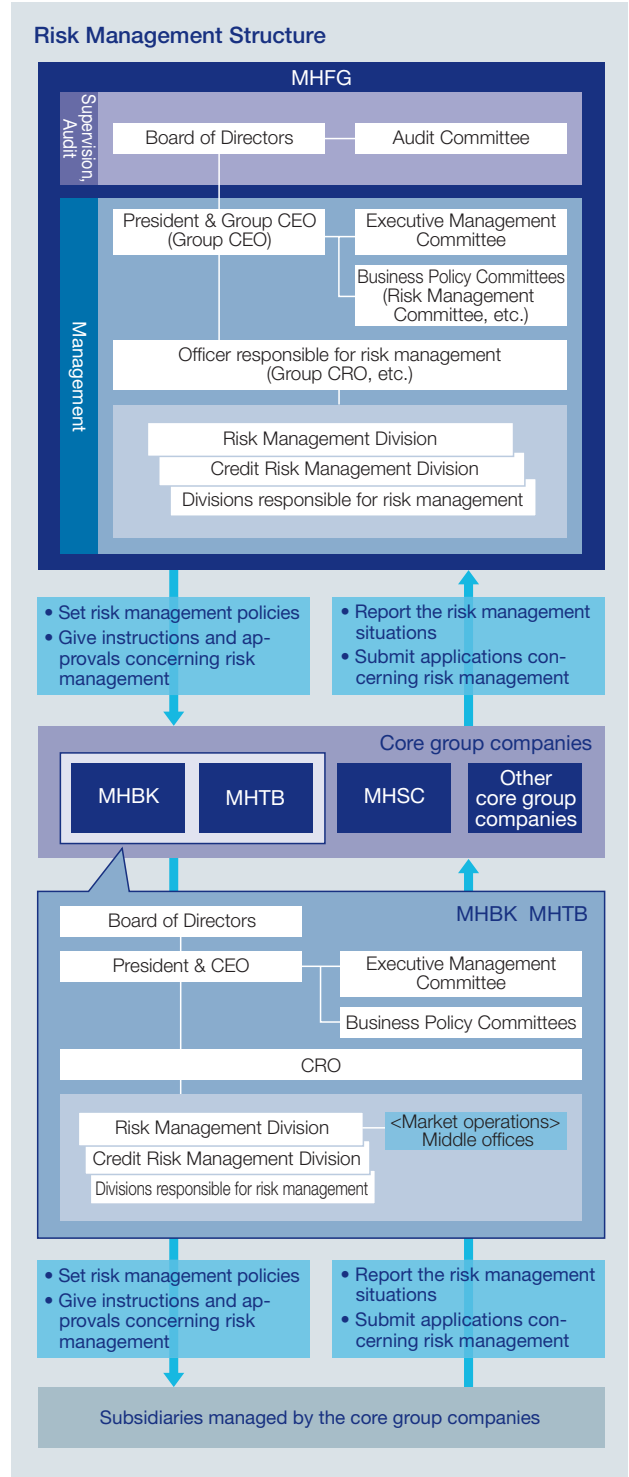 Risk Management Structure
MHFG
Supervision,
Audit
Board of Directors
Audit Committee
Management
President & Group CEO
(Group CEO)
Executive Management
Committee
Business Policy Committees
(Risk Management
Committee, etc.)
Officer responsible for risk management
(Group CRO, etc.)
Risk Management Division
Credit Risk Management Division
Divisions responsible for risk management
• Set risk management policies
• Give instructions and ap-
provals concerning risk
management
• Report the risk management
situations
• Submit applications con-
cerning risk management
Core group companies
MHBK
MHTB
MHSC
Other
core group
companies
MHBK MHTB
Board of Directors
President & CEO
Executive Management
Committee
Business Policy Committees
CRO
Risk Management Division
<Market operations>
Middle offices
Credit Risk Management Division
Divisions responsible for risk management
• Set risk management policies
• Give instructions and ap-
provals concerning risk
management
• Report the risk management
situations
• Submit applications con-
cerning risk management
Subsidiaries managed by the core group companies